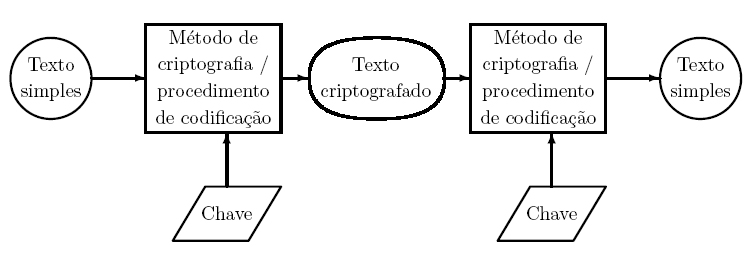 Texto
simples
Método de
criptografia /
procedimento
de codificação
Texto
criptografado
Método de
criptografia /
procedimento
de codificação
Texto
simples
Chave
Chave